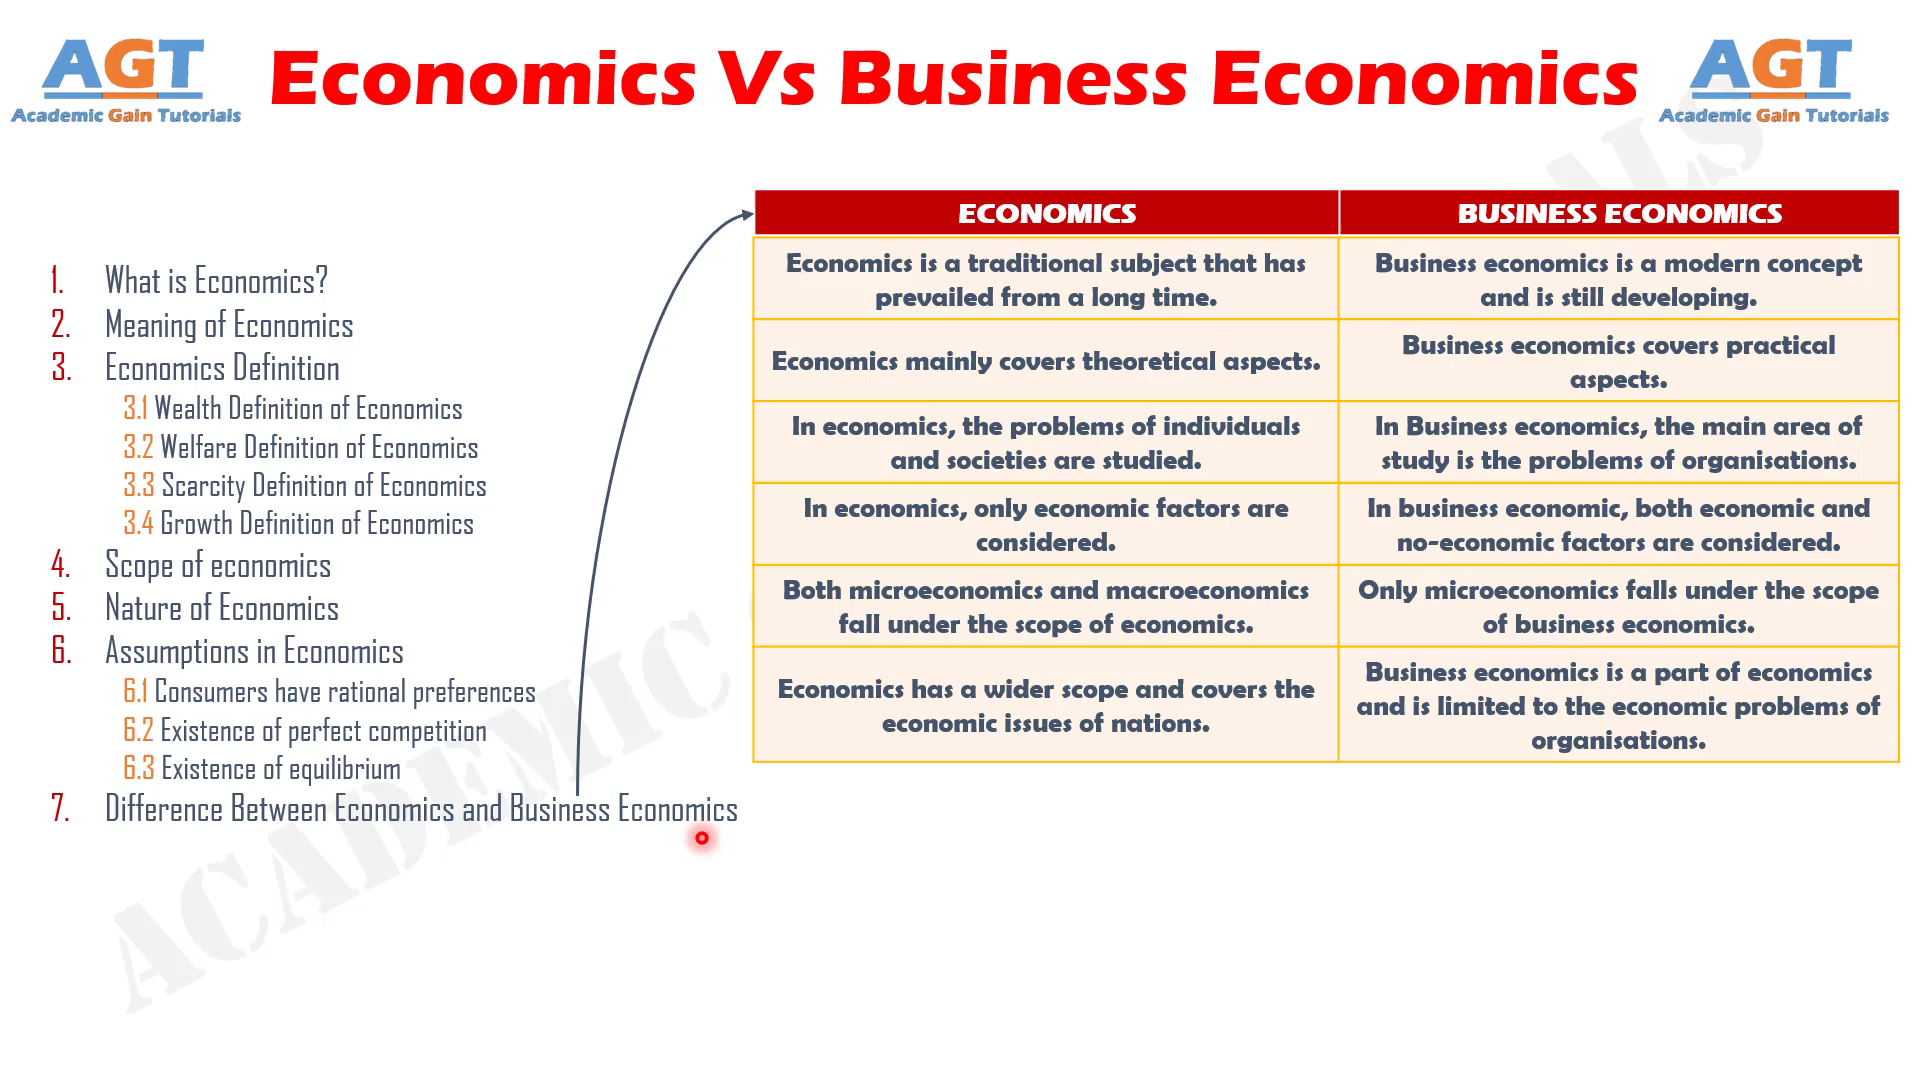 AGT
Academic Gain Tutorials
Economics Vs Business Economics
AGT
Academic Gain Tutorials
1. What is Economics?
2. Meaning of Economics
3. Economics Definition
3.1 Wealth Definition of Economics
3.2 Welfare Definition of Economics
3.3 Scarcity Definition of Economics
3.4 Growth Definition of Economics
4. Scope of economics
5. Nature of Economics
6. Assumptions in Economics
6.1 Consumers have rational preferences
6.2 Existence of perfect competition
6.3 Existence of equilibrium
7. Difference Between Economics and Business Economics
ECONOMICS
BUSINESS ECONOMICS
Economics is a traditional subject that has
prevailed from a long time.
Business economics is a modern concept
and is still developing.
Economics mainly covers theoretical aspects.
Business economics covers practical
aspects.
In economics, the problems of individuals
and societies are studied.
In Business economics, the main area of
study is the problems of organisations.
In economics, only economic factors are
considered.
In business economic, both economic and
no-economic factors are considered.
Both microeconomics and macroeconomics
fall under the scope of economics.
Only microeconomics falls under the scope
of business economics.
Economics has a wider scope and covers the
economic issues of nations.
Business economics is a part of economics
and is limited to the economic problems of
organisations.
ACADEMIC